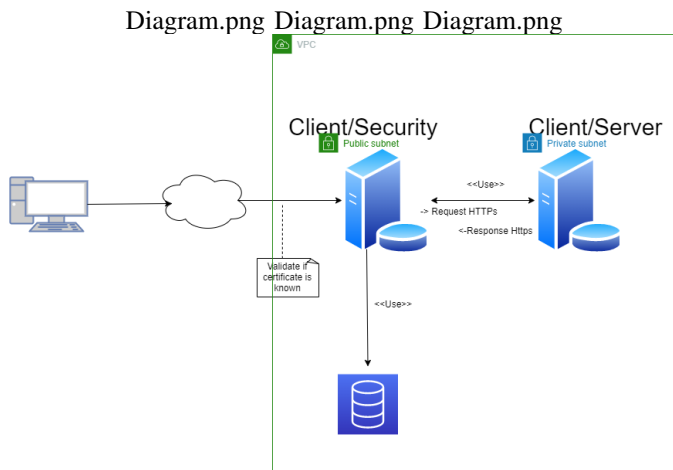 Diagram.png Diagram.png Diagram.png
VPC
Client/Security
Public subnet
Client/Server
Private subnet
<<Use>>
-> Request HTTPs
<-Response Https
Validate if
certificate is
known
<<Use>>